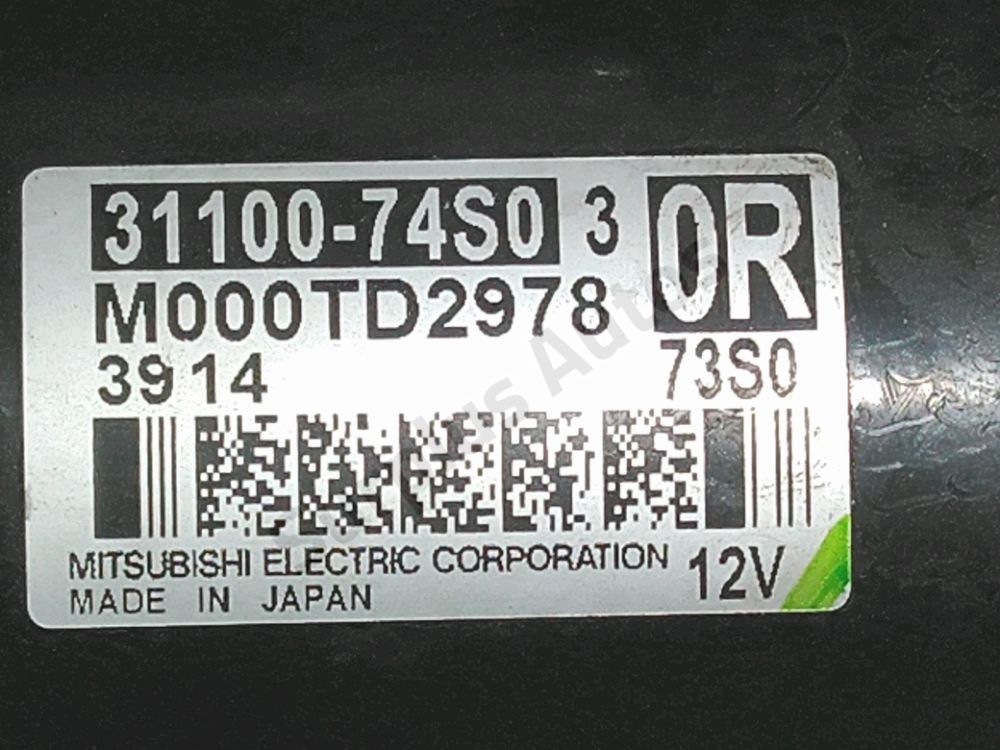 31100-74S0 3 0R
M000TD2978
3914 73S0
MITSUBISHI ELECTRIC CORPORATION 12V
MADE IN JAPAN